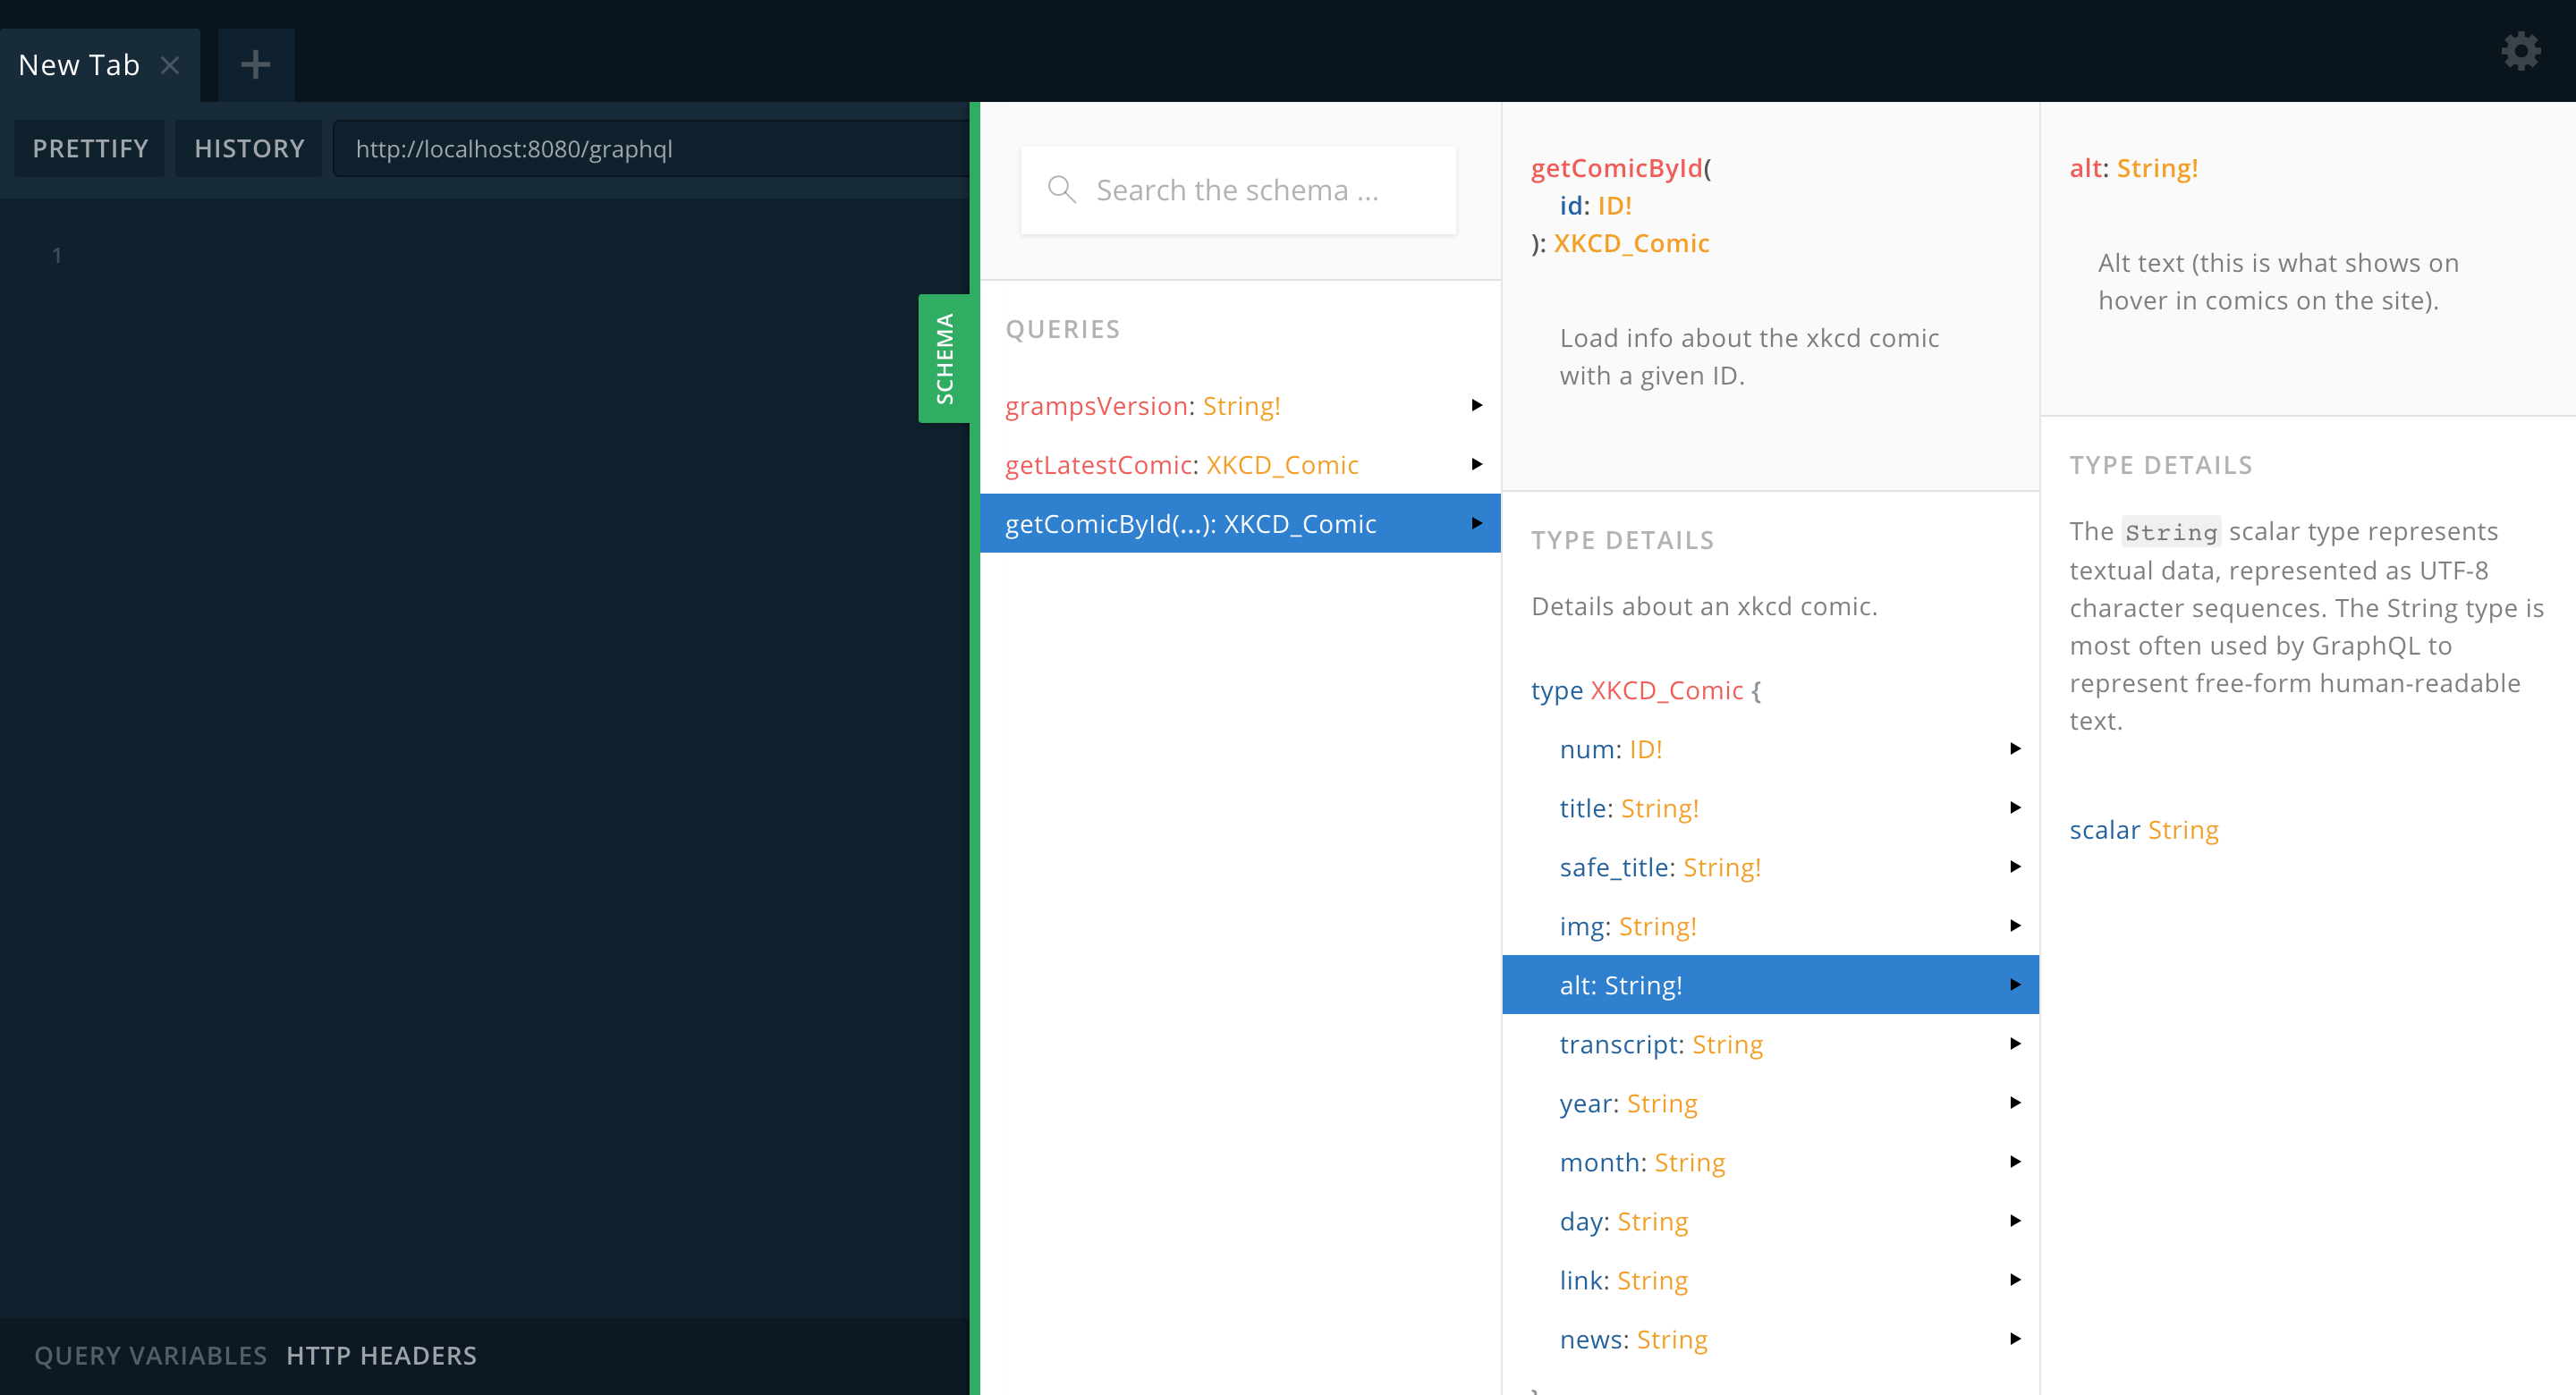 New Tab
PRETTIFY HISTORY http://localhost:8080/graphql
1
SCHEMA
Search the schema ...
QUERIES
grampsVersion: String!
getLatestComic: XKCD_Comic
getComicById(...): XKCD_Comic
getComicById(
id: ID!
): XKCD_Comic
Load info about the xkcd comic
with a given ID.
TYPE DETAILS
Details about an xkcd comic.
type XKCD_Comic {
num: ID!
title: String!
safe_title: String!
img: String!
alt: String!
transcript: String
year: String
month: String
day: String
link: String
news: String
alt: String!
Alt text (this is what shows on
hover in comics on the site).
TYPE DETAILS
The String scalar type represents
textual data, represented as UTF-8
character sequences. The String type is
most often used by GraphQL to
represent free-form human-readable
text.
scalar String
QUERY VARIABLES HTTP HEADERS